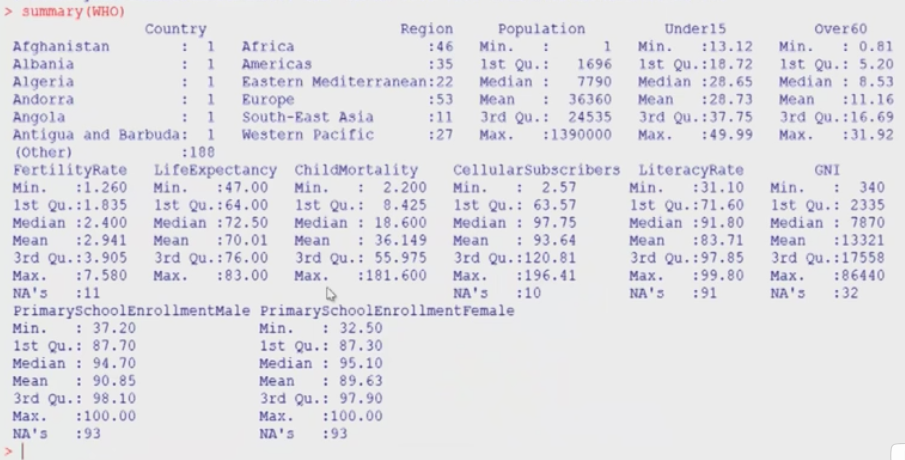 > summary(WHO)
Country Region Population Under15 Over60
Afghanistan : 1 Africa :46 Min. : 1 Min. :13.12 Min. : 0.81
Albania : 1 Americas :35 1st Qu.: 1696 1st Qu.:18.72 1st Qu.: 5.20
Algeria : 1 Eastern Mediterranean:22 Median : 7790 Median :28.65 Median : 8.53
Andorra : 1 Europe :53 Mean : 36360 Mean :28.73 Mean :11.16
Angola : 1 South-East Asia :11 3rd Qu.: 24535 3rd Qu.:37.75 3rd Qu.:16.69
Antigua and Barbuda: 1 Western Pacific :27 Max. :1390000 Max. :49.99 Max. :31.92
(Other) :188
FertilityRate LifeExpectancy ChildMortality CellularSubscribers LiteracyRate GNI
Min. :1.260 Min. :47.00 Min. : 2.200 Min. : 2.57 Min. :31.10 Min. : 340
1st Qu.:1.835 1st Qu.:64.00 1st Qu.: 8.425 1st Qu.: 63.57 1st Qu.:71.60 1st Qu.: 2335
Median :2.400 Median :72.50 Median : 18.600 Median : 97.75 Median :91.80 Median : 7870
Mean :2.941 Mean :70.01 Mean : 36.149 Mean : 93.64 Mean :83.71 Mean :13321
3rd Qu.:3.905 3rd Qu.:76.00 3rd Qu.: 55.975 3rd Qu.:120.81 3rd Qu.:97.85 3rd Qu.:17558
Max. :7.580 Max. :83.00 Max. :181.600 Max. :196.41 Max. :99.80 Max. :86440
NA's :11 NA's :10 NA's :91 NA's :32
PrimarySchoolEnrollmentMale PrimarySchoolEnrollmentFemale
Min. : 37.20 Min. : 32.50
1st Qu.: 87.70 1st Qu.: 87.30
Median : 94.70 Median : 95.10
Mean : 90.85 Mean : 89.63
3rd Qu.: 98.10 3rd Qu.: 97.90
Max. :100.00 Max. :100.00
NA's :93 NA's :93
>